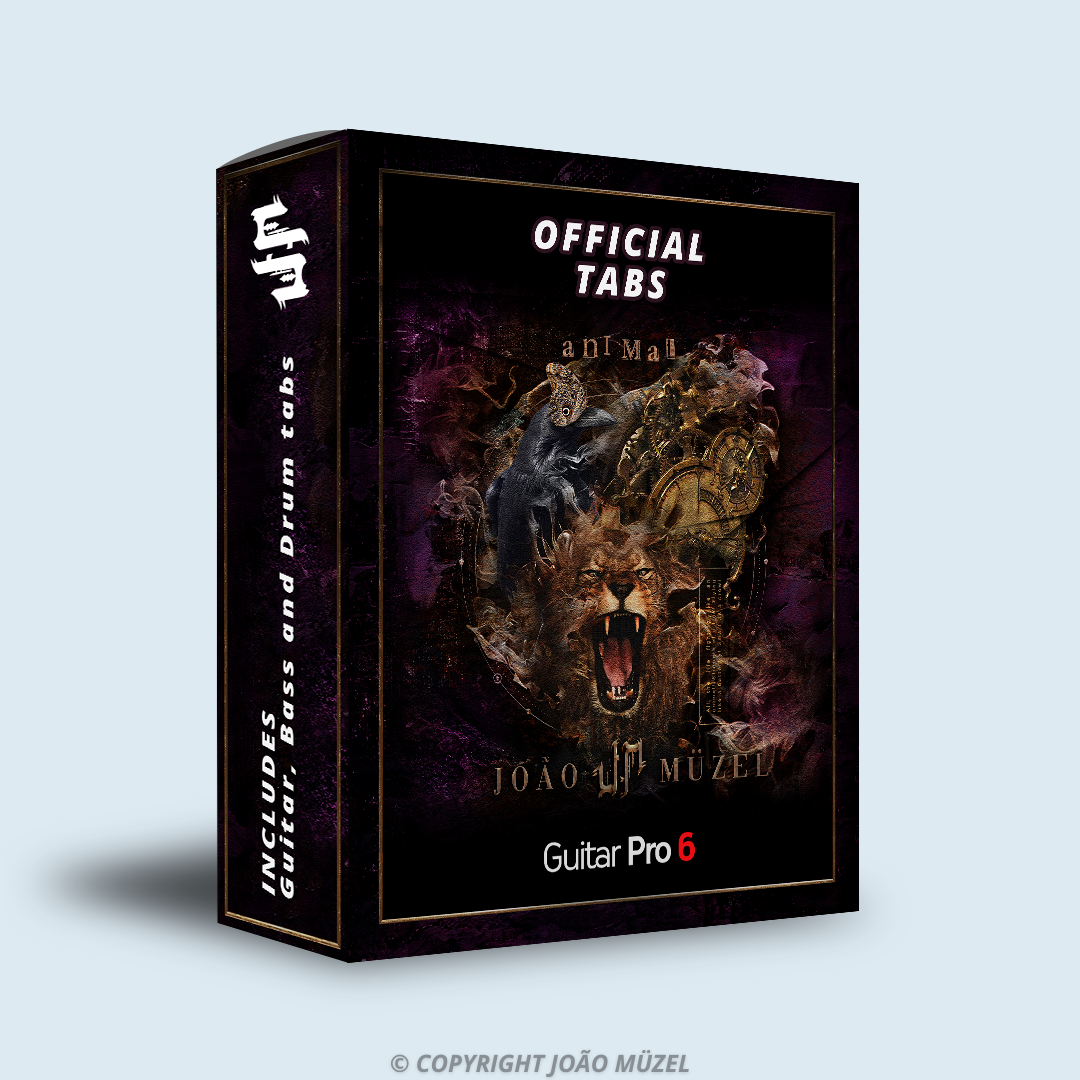 OFFICIAL
TABS
anIMal
JOÃO MÜZEL
Guitar Pro 6
INCLUDES
Guitar, Bass and Drum tabs
© COPYRIGHT JOÃO MÜZEL